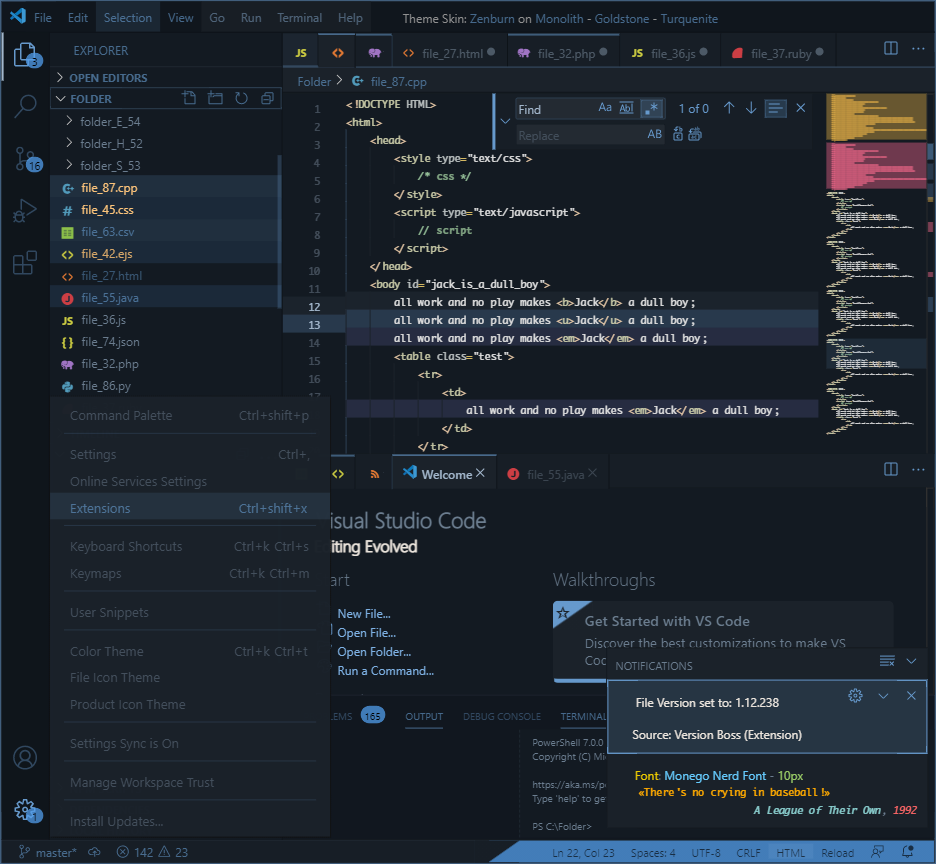 File Edit Selection View Go Run Terminal Help Theme Skin: Zenburn on Monolith - Goldstone - Turquenite
3
EXPLORER
OPEN EDITORS
FOLDER
folder_E_54
folder_H_52
folder_S_53
file_87.cpp
file_45.css
file_63.csv
file_42.ejs
file_27.html
file_55.java
file_36.js
file_74.json
file_32.php
file_86.py
16
JS file_27.html file_32.php JS file_36.js file_37.ruby
Folder > file_87.cpp
Find Aa Abl .* 1 of 0
Replace AB
1 <!DOCTYPE HTML>
2 <html>
3 <head>
4 <style type="text/css">
5 /* css */
6 </style>
7 <script type="text/javascript">
8 // script
9 </script>
10 </head>
11 <body id="jack_is_a_dull_boy">
12 all work and no play makes <b>Jack</b> a dull boy;
13 all work and no play makes <u>Jack</u> a dull boy;
14 all work and no play makes <em>Jack</em> a dull boy;
15 <table class="test">
16 <tr>
17 <td>
all work and no play makes <em>Jack</em> a dull boy;
</td>
</tr>
Command Palette Ctrl+shift+p
Settings Ctrl+,
Online Services Settings
Extensions Ctrl+shift+x
Keyboard Shortcuts Ctrl+k Ctrl+s
Keymaps Ctrl+k Ctrl+m
User Snippets
Color Theme Ctrl+k Ctrl+t
File Icon Theme
Product Icon Theme
Settings Sync is On
Manage Workspace Trust
Install Updates...
1
Welcome file_55.java
isual Studio Code
iting Evolved
art
New File...
Open File...
Open Folder...
Run a Command...
Walkthroughs
Get Started with VS Code
Discover the best customizations to make VS
Coc
LEMS 165 OUTPUT DEBUG CONSOLE TERMINAL
PowerShell 7.0.0
Copyright (C) Mi
https://aka.ms/p
Type 'help' to ge
PS C:\Folder>
NOTIFICATIONS
File Version set to: 1.12.238
Source: Version Boss (Extension)
Font: Monego Nerd Font - 10px
«There's no crying in baseball!»
A League of Their Own, 1992
master* 142 23 Ln 22, Col 23 Spaces: 4 UTF-8 CRLF HTML Reload